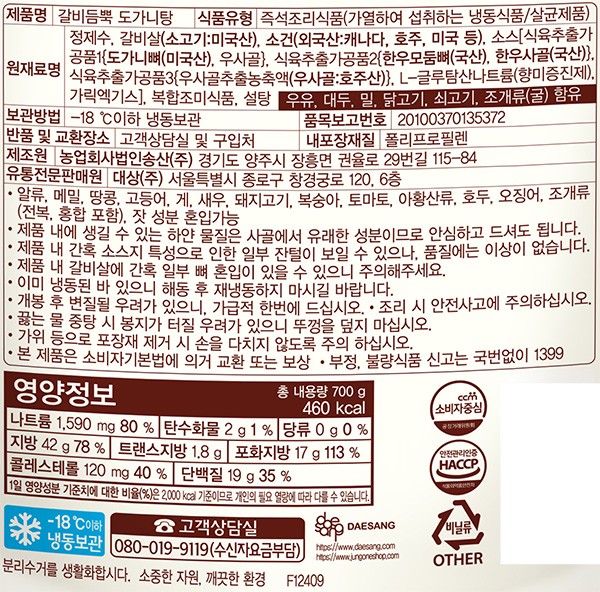 제품명 갈비듬뿍 도가니탕 식품유형 즉석조리식품(가열하여 섭취하는 냉동식품/살균제품)
원재료명 정제수, 갈비살(소고기:미국산), 소건(외국산:캐나다, 호주, 미국 등), 소스[식육추출가
공품1{도가니뼈(미국산), 우사골}, 식육추출가공품2{한우모둠뼈(국산), 한우사골(국산)},
식육추출가공품3{우사골추출농축액(우사골:호주산)}, L-글루탐산나트륨(향미증진제),
가락엑기스], 복합조미식품, 설탕 우유, 대두, 밀, 닭고기, 쇠고기, 조개류(굴) 함유
보관방법 -18 ℃이하 냉동보관 품목보고번호 20100370135372
반품 및 교환장소 고객상담실 및 구입처 내포장재질 폴리프로필렌
제조원 농업회사법인송산(주) 경기도 양주시 장흥면 권율로 29번길 115-84
유통전문판매원 대상(주) 서울특별시 종로구 창경궁로 120, 6층
• 알류, 메밀, 땅콩, 고등어, 게, 새우, 돼지고기, 복숭아, 토마토, 아황산류, 호두, 오징어, 조개류
(전복, 홍합 포함), 잣 성분 혼입가능
• 제품 내에 생길 수 있는 하얀 물질은 사골에서 유래한 성분이므로 안심하고 드셔도 됩니다.
• 제품 내 간혹 소스지 특성으로 인한 일부 잔털이 보일 수 있으나, 품질에는 이상이 없습니다.
• 제품 내 갈비살에 간혹 일부 뼈 혼입이 있을 수 있으니 주의해주세요.
• 이미 냉동된 바 있으니 해동 후 재냉동하지 마시길 바랍니다.
• 개봉 후 변질될 우려가 있으니, 가급적 한번에 드십시오. • 조리 시 안전사고에 주의하십시오.
• 끓는 물 중탕 시 봉지가 터질 우려가 있으니 뚜껑을 덮지 마십시오.
• 가위 등으로 포장재 제거 시 손을 다치지 않도록 주의 하십시오.
• 본 제품은 소비자기본법에 의거 교환 또는 보상 • 부정, 불량식품 신고는 국번없이 1399
영양정보 총 내용량 700 g
460 kcal
나트륨 1,590 mg 80 % 탄수화물 2 g 1 % 당류 0 g 0 %
지방 42 g 78 % 트랜스지방 1.8 g 포화지방 17 g 113 %
콜레스테롤 120 mg 40 % 단백질 19 g 35 %
1일 영양성분 기준치에 대한 비율(%)은 2,000 kcal 기준이므로 개인의 필요 열량에 따라 다를 수 있습니다.
CCM
소비자중심
공정거래위원회
안전관리인증
HACCP
식품의약품안전처
비닐류
OTHER
-18℃이하
냉동보관
고객상담실
080-019-9119(수신자요금부담)
DAESANG
https://www.daesang.com
https://www.jungoneshop.com
분리수거를 생활화합시다. 소중한 자원, 깨끗한 환경 F12409